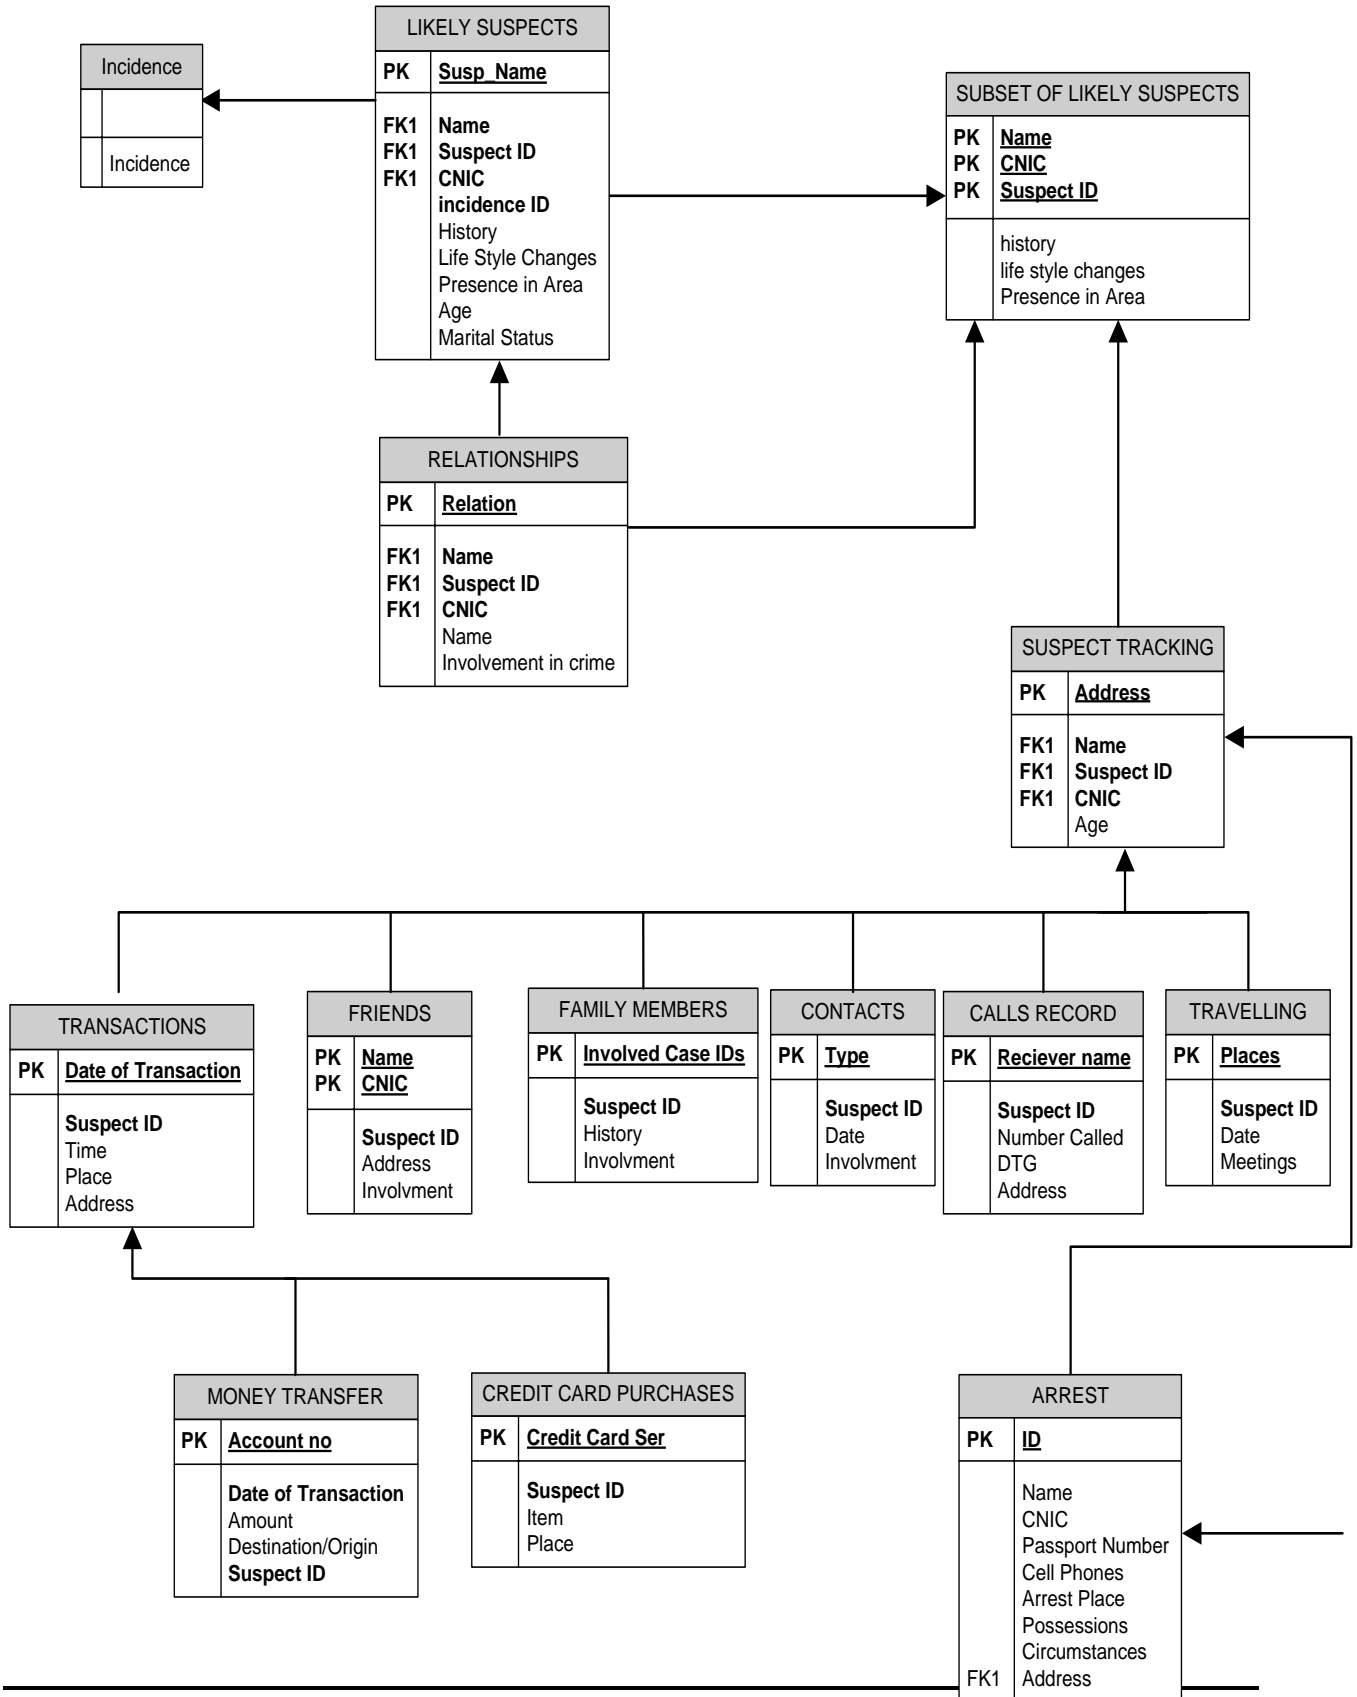 LIKELY SUSPECTS
PK Susp_Name
FK1 Name
FK1 Suspect ID
FK1 CNIC
incidence ID
History
Life Style Changes
Presence in Area
Age
Marital Status
Incidence
Incidence
SUBSET OF LIKELY SUSPECTS
PK Name
PK CNIC
PK Suspect ID
history
life style changes
Presence in Area
RELATIONSHIPS
PK Relation
FK1 Name
FK1 Suspect ID
FK1 CNIC
Name
Involvement in crime
SUSPECT TRACKING
PK Address
FK1 Name
FK1 Suspect ID
FK1 CNIC
Age
TRANSACTIONS
PK Date of Transaction
Suspect ID
Time
Place
Address
FRIENDS
PK Name
PK CNIC
Suspect ID
Address
Involvment
FAMILY MEMBERS
PK Involved Case IDs
Suspect ID
History
Involvment
CONTACTS
PK Type
Suspect ID
Date
Involvment
CALLS RECORD
PK Reciever name
Suspect ID
Number Called
DTG
Address
TRAVELLING
PK Places
Suspect ID
Date
Meetings
MONEY TRANSFER
PK Account no
Date of Transaction
Amount
Destination/Origin
Suspect ID
CREDIT CARD PURCHASES
PK Credit Card Ser
Suspect ID
Item
Place
ARREST
PK ID
Name
CNIC
Passport Number
Cell Phones
Arrest Place
Possessions
Circumstances
FK1 Address